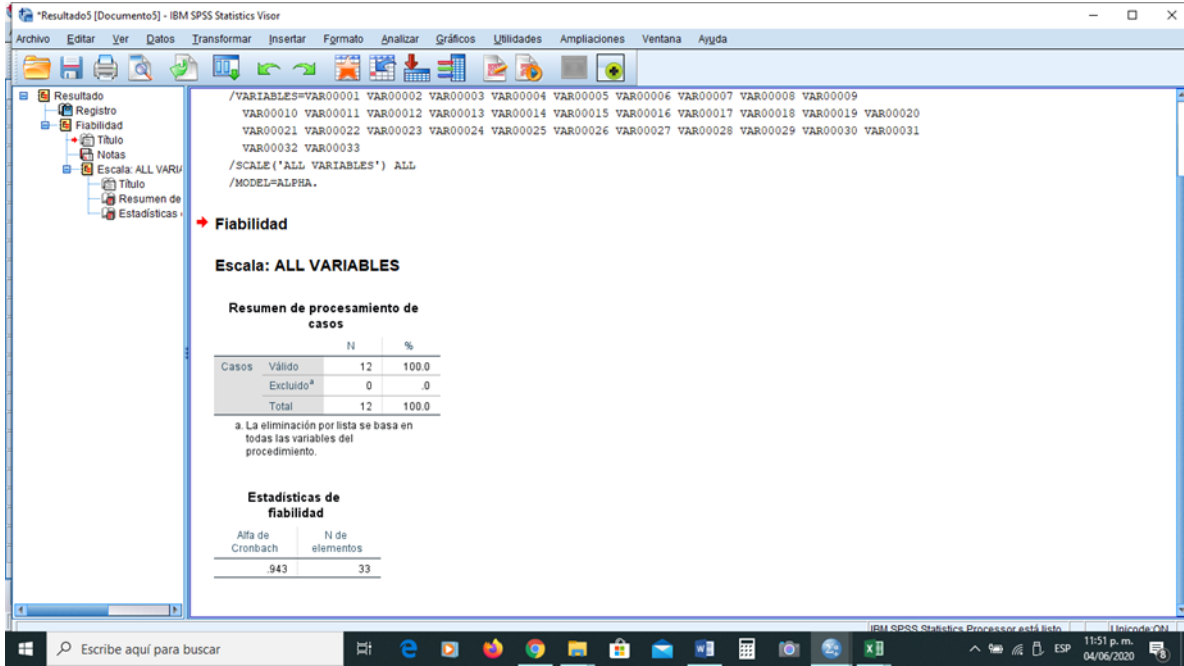 *Resultado5 [Documento5] - IBM SPSS Statistics Visor
Archivo Editar Ver Datos Transformar Insertar Formato Analizar Gráficos Utilidades Ampliaciones Ventana Ayuda
Resultado
Registro
Fiabilidad
Título
Notas
Escala: ALL VARI
Título
Resumen de
Estadísticas
/VARIABLES=VAR00001 VAR00002 VAR00003 VAR00004 VAR00005 VAR00006 VAR00007 VAR00008 VAR00009
VAR00010 VAR00011 VAR00012 VAR00013 VAR00014 VAR00015 VAR00016 VAR00017 VAR00018 VAR00019 VAR00020
VAR00021 VAR00022 VAR00023 VAR00024 VAR00025 VAR00026 VAR00027 VAR00028 VAR00029 VAR00030 VAR00031
VAR00032 VAR00033
/SCALE('ALL VARIABLES') ALL
/MODEL=ALPHA.
Fiabilidad
Escala: ALL VARIABLES
Resumen de procesamiento de
casos
N %
Casos Válido 12 100.0
Excluido<sup>a</sup> 0 .0
Total 12 100.0
a. La eliminación por lista se basa en
todas las variables del
procedimiento.
Estadísticas de
fiabilidad
Alfa de N de
Cronbach elementos
.943 33
IBM SPSS Statistics Processor está listo Unicode:ON
Escribe aquí para buscar
ESP
11:51 p. m.
04/06/2020